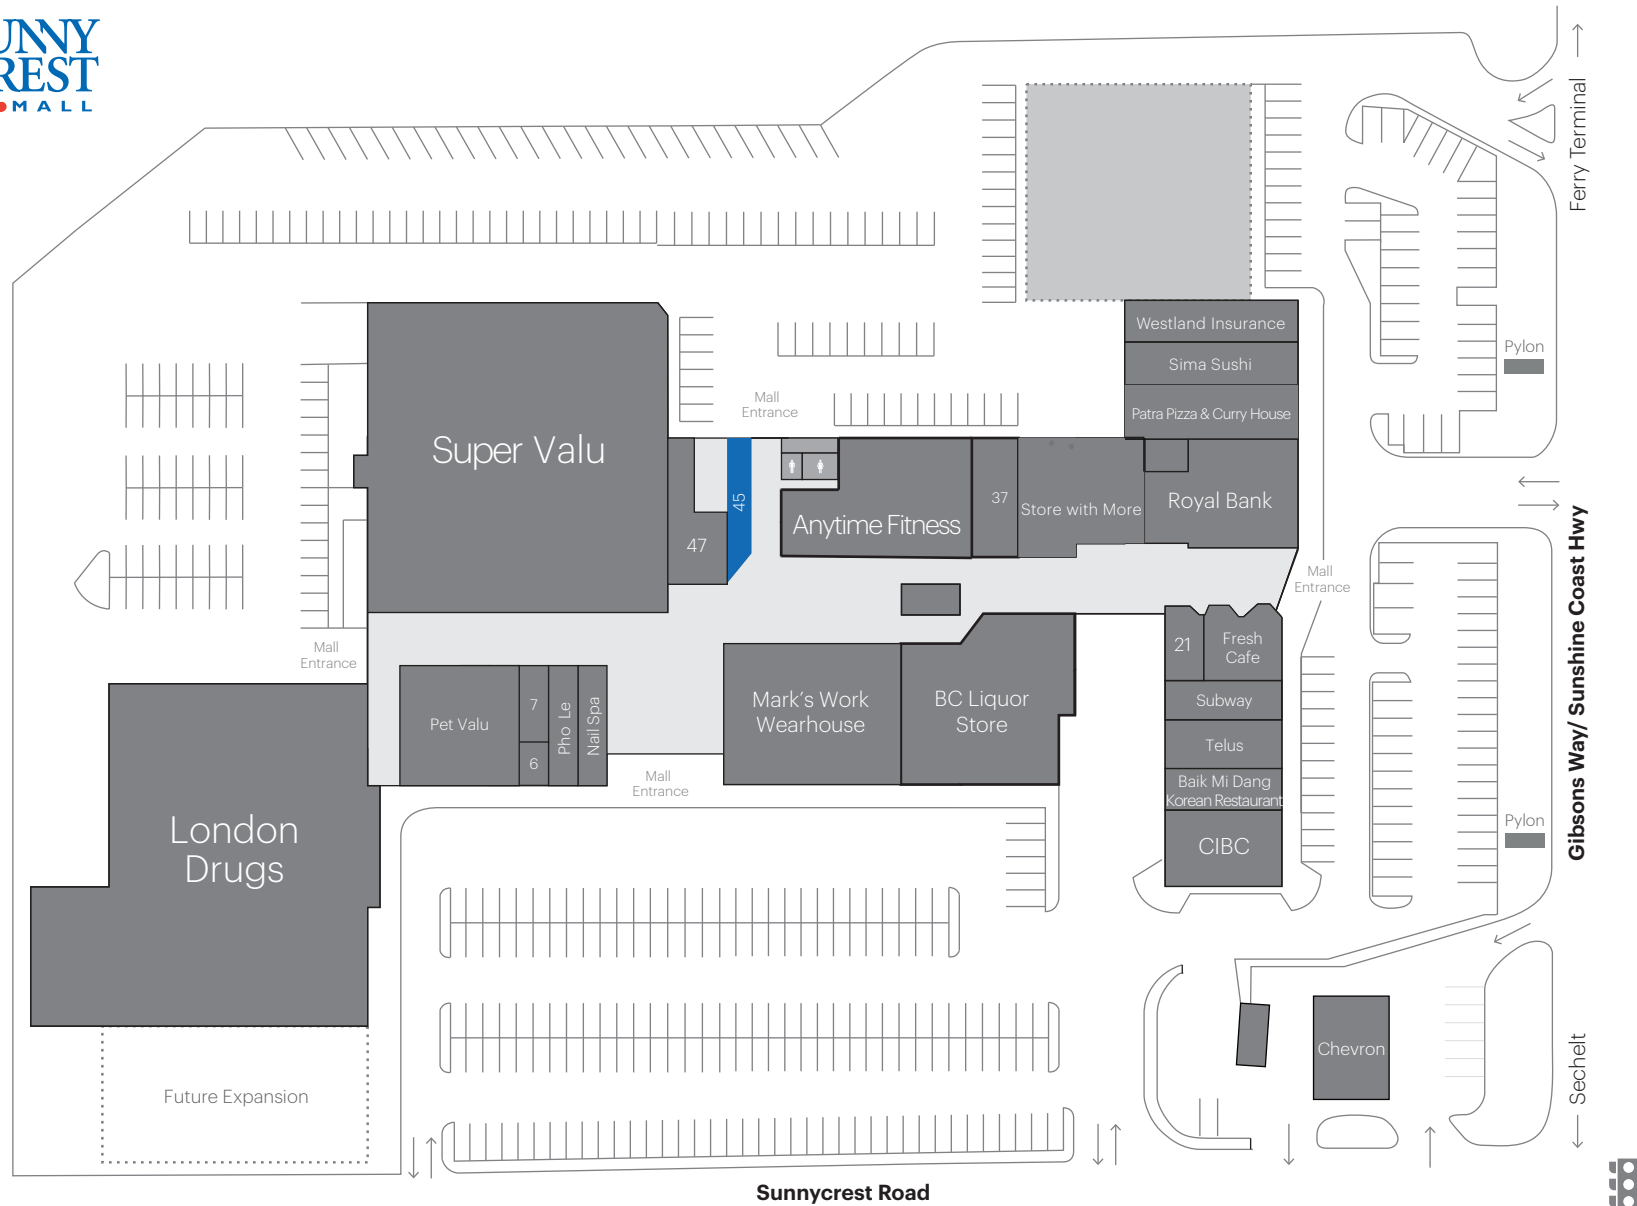 UNNY
REST
MALL
Ferry Terminal
Westland Insurance
Sima Sushi
Patra Pizza & Curry House
Pylon
Mall
Entrance
Super Valu
45
47
Anytime Fitness
37
Store with More
Royal Bank
Mall
Entrance
Gibsons Way/ Sunshine Coast Hwy
Mall
Entrance
21
Fresh
Cafe
Subway
Telus
Baik Mi Dang
Korean Restaurant
CIBC
Pet Valu
7
6
Pho Le
Nail Spa
Mark's Work
Wearhouse
BC Liquor
Store
Mall
Entrance
London
Drugs
Pylon
Chevron
Sechelt
Future Expansion
Sunnycrest Road